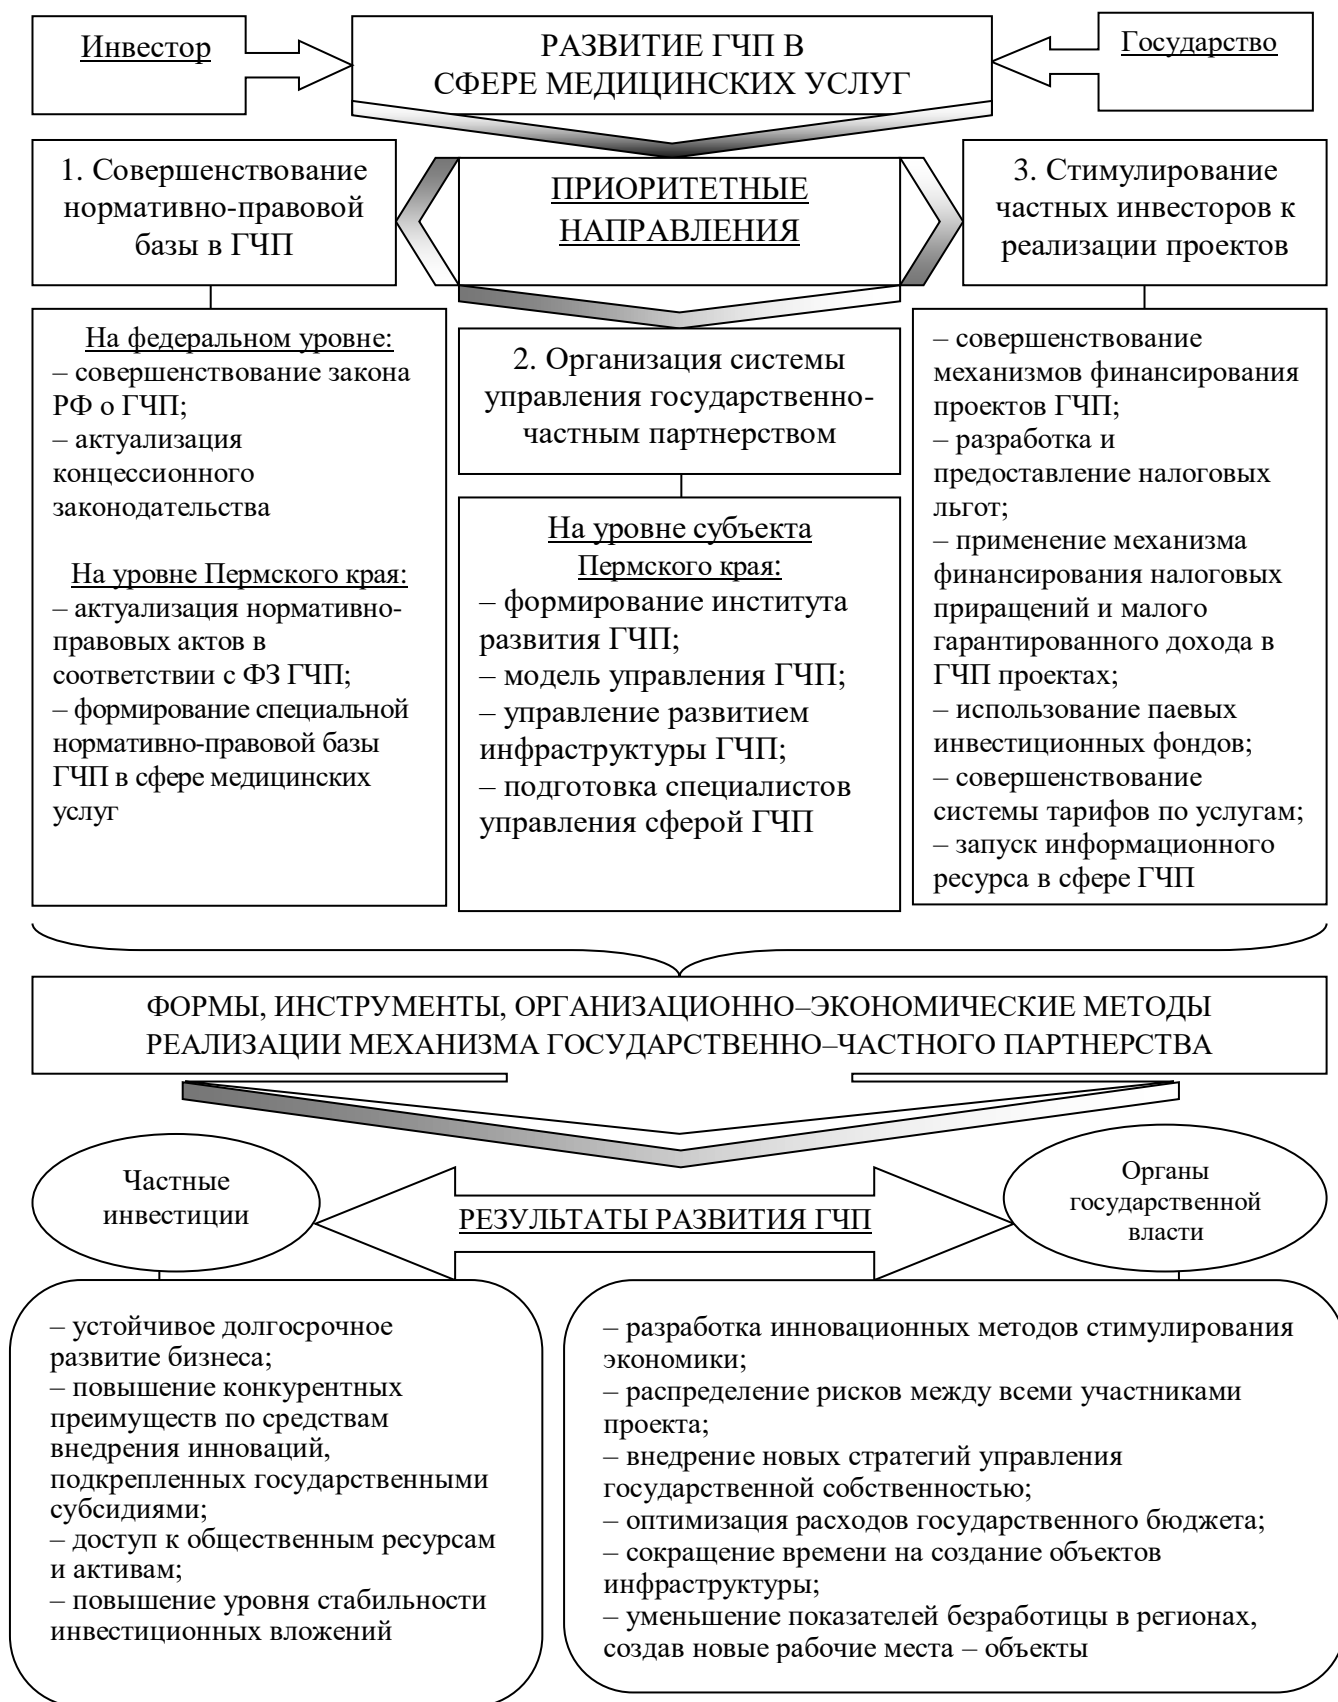 Инвестор
РАЗВИТИЕ ГЧП В
СФЕРЕ МЕДИЦИНСКИХ УСЛУГ
Государство
1. Совершенствование
нормативно-правовой
базы в ГЧП
ПРИОРИТЕТНЫЕ
НАПРАВЛЕНИЯ
3. Стимулирование
частных инвесторов к
реализации проектов
На федеральном уровне:
– совершенствование закона
РФ о ГЧП;
– актуализация
концессионного
законодательства
На уровне Пермского края:
– актуализация нормативно-
правовых актов в
соответствии с ФЗ ГЧП;
– формирование специальной
нормативно-правовой базы
ГЧП в сфере медицинских
услуг
2. Организация системы
управления государственно-
частным партнерством
На уровне субъекта
Пермского края:
– формирование института
развития ГЧП;
– модель управления ГЧП;
– управление развитием
инфраструктуры ГЧП;
– подготовка специалистов
управления сферой ГЧП
– совершенствование
механизмов финансирования
проектов ГЧП;
– разработка и
предоставление налоговых
льгот;
– применение механизма
финансирования налоговых
приращений и малого
гарантированного дохода в
ГЧП проектах;
– использование паевых
инвестиционных фондов;
– совершенствование
системы тарифов по услугам;
– запуск информационного
ресурса в сфере ГЧП
ФОРМЫ, ИНСТРУМЕНТЫ, ОРГАНИЗАЦИОННО–ЭКОНОМИЧЕСКИЕ МЕТОДЫ
РЕАЛИЗАЦИИ МЕХАНИЗМА ГОСУДАРСТВЕННО–ЧАСТНОГО ПАРТНЕРСТВА
Частные
инвестиции
РЕЗУЛЬТАТЫ РАЗВИТИЯ ГЧП
Органы
государственной
власти
– устойчивое долгосрочное
развитие бизнеса;
– повышение конкурентных
преимуществ по средствам
внедрения инноваций,
подкрепленных государственными
субсидиями;
– доступ к общественным ресурсам
и активам;
– повышение уровня стабильности
инвестиционных вложений
– разработка инновационных методов стимулирования
экономики;
– распределение рисков между всеми участниками
проекта;
– внедрение новых стратегий управления
государственной собственностью;
– оптимизация расходов государственного бюджета;
– сокращение времени на создание объектов
инфраструктуры;
– уменьшение показателей безработицы в регионах,
создав новые рабочие места – объекты